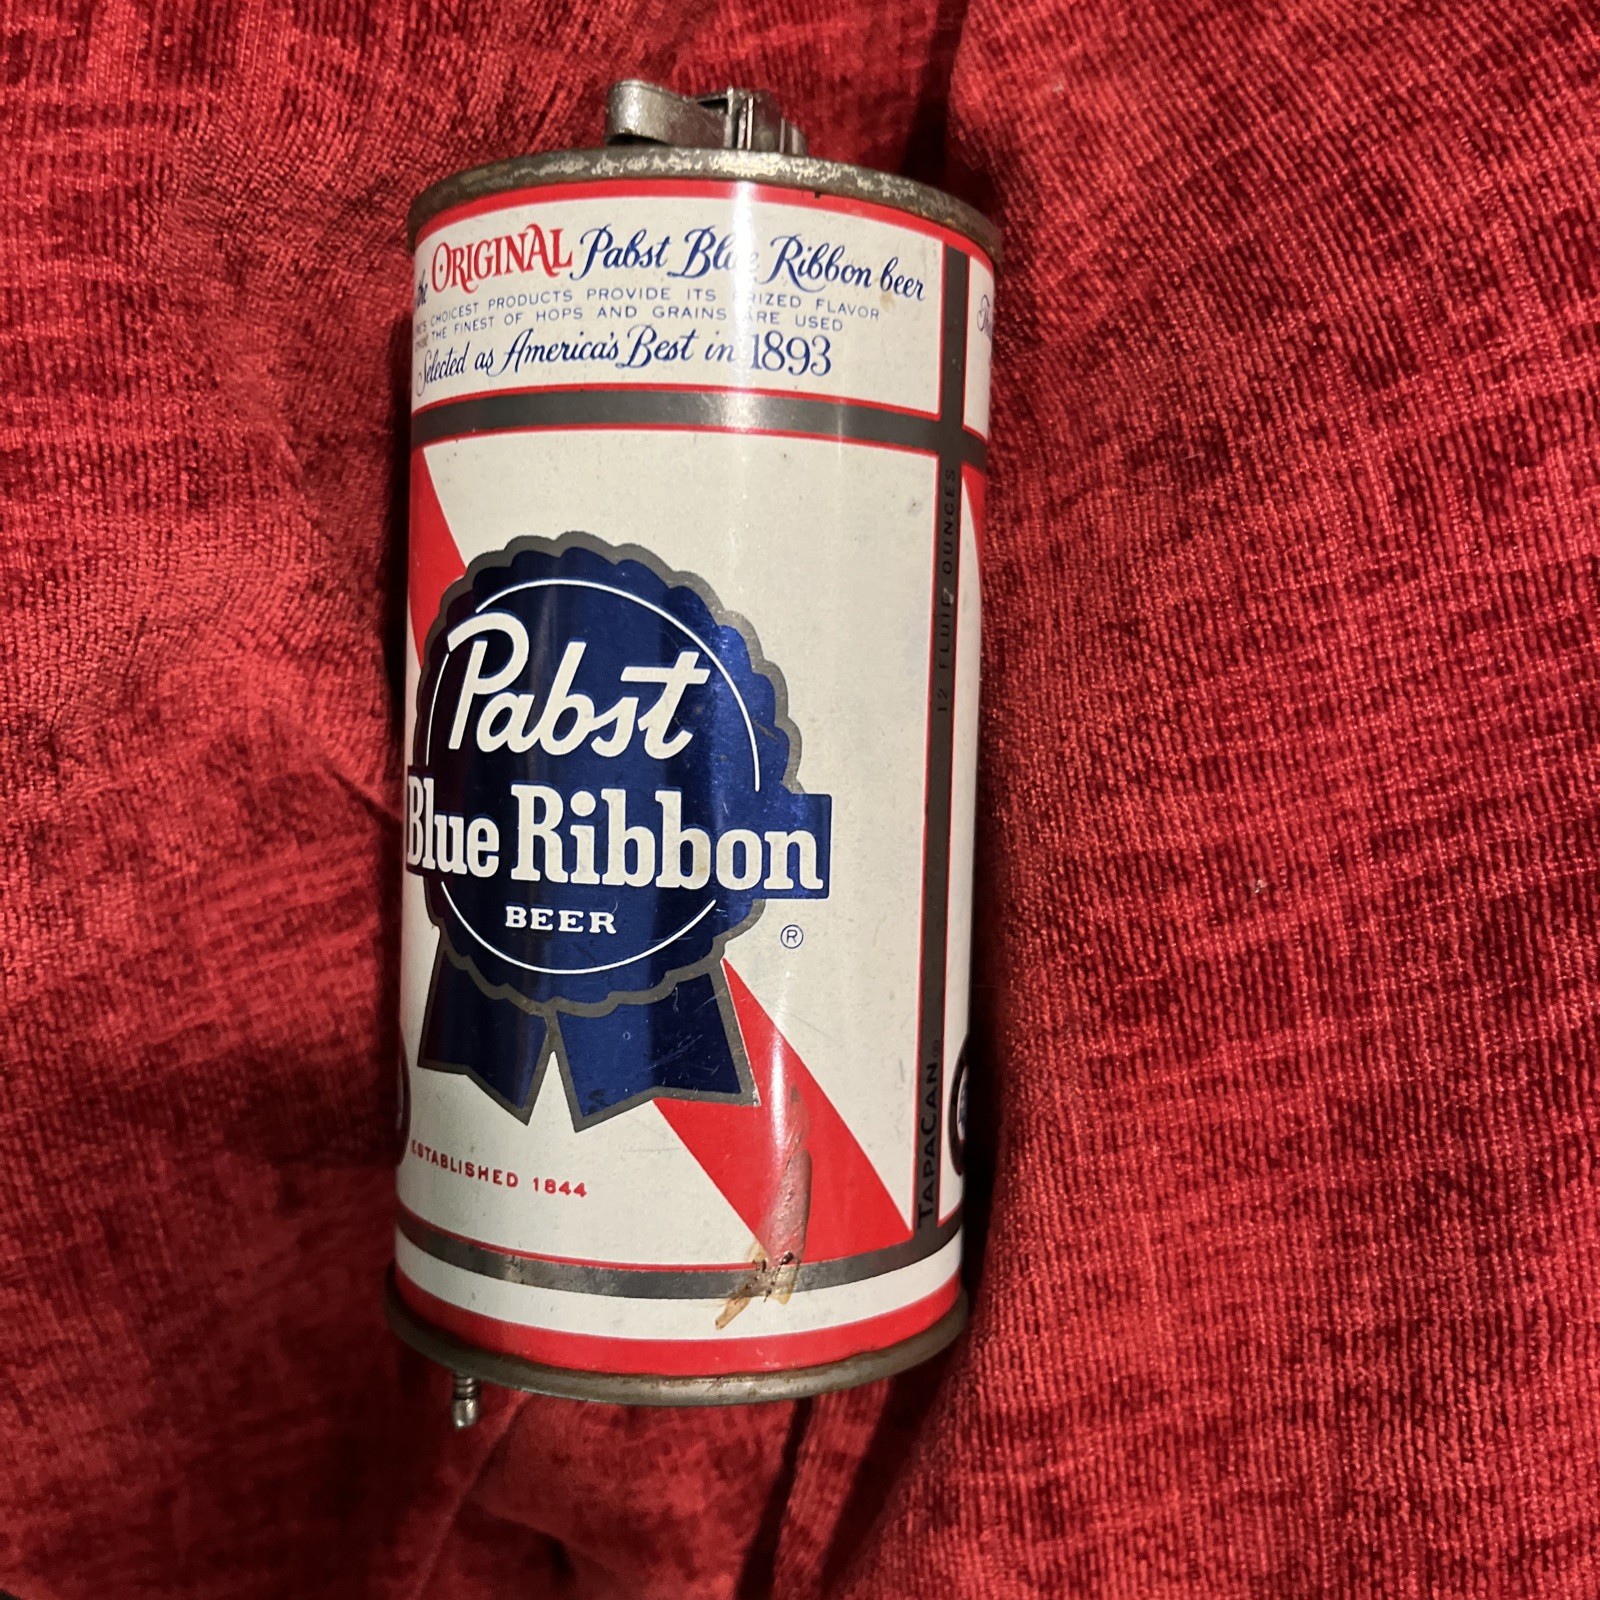 the ORIGINAL Pabst Blue Ribbon beer
CHOICEST PRODUCTS PROVIDE ITS PRIZED FLAVOR
THE FINEST OF HOPS AND GRAINS ARE USED
Selected as America's Best in 1893
Pabst
Blue Ribbon
BEER
®
ESTABLISHED 1844
12 FLUID OUNCES
TAPACAN®